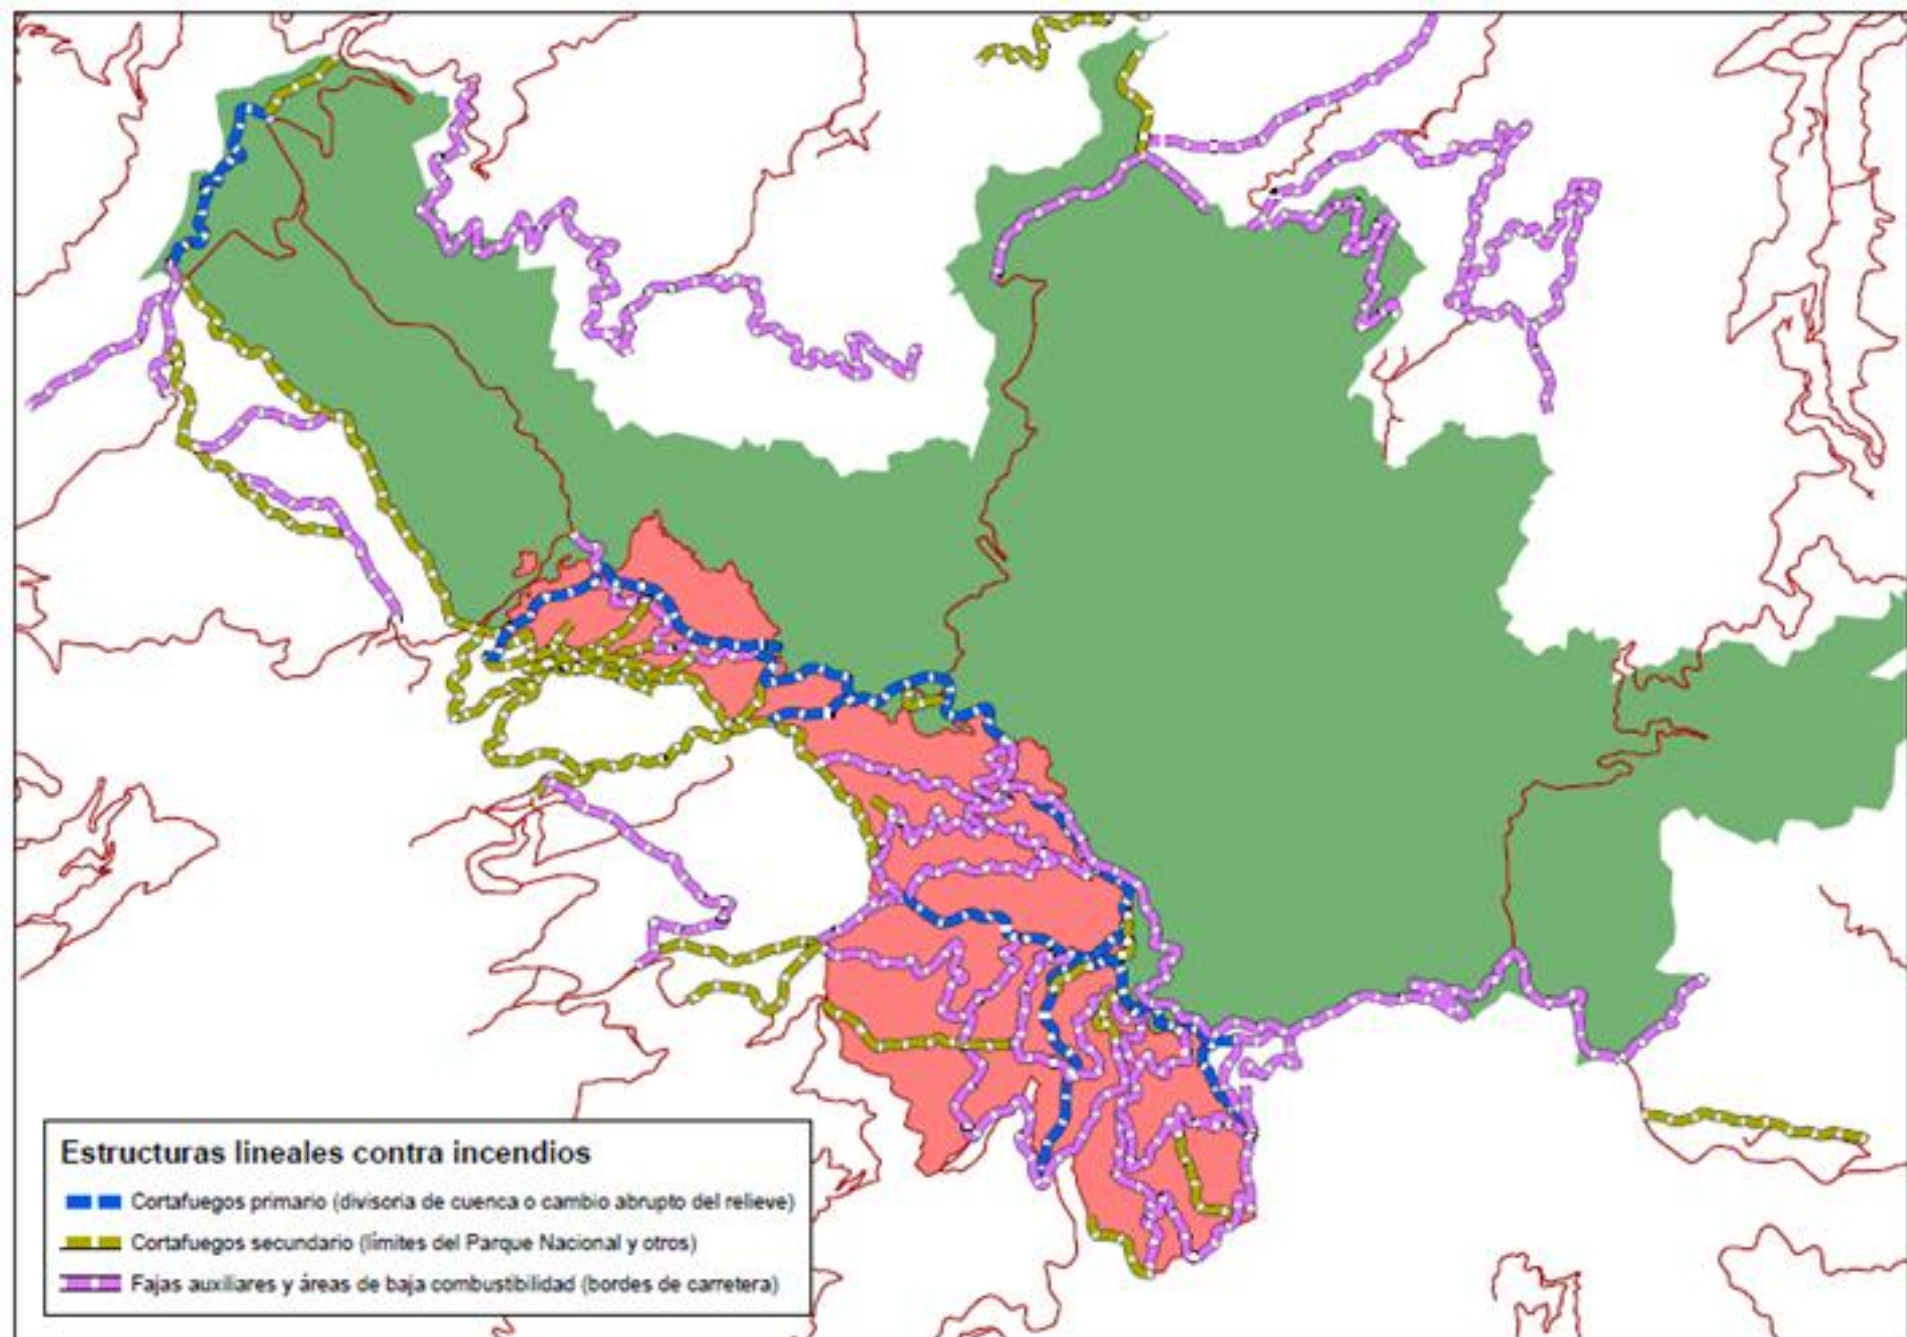 Estructuras lineales contra incendios
Cortafuegos primario (divisoria de cuenca o cambio abrupto del relieve)
Cortafuegos secundario (límites del Parque Nacional y otros)
Fajas auxiliares y áreas de baja combustibilidad (bordes de carretera)